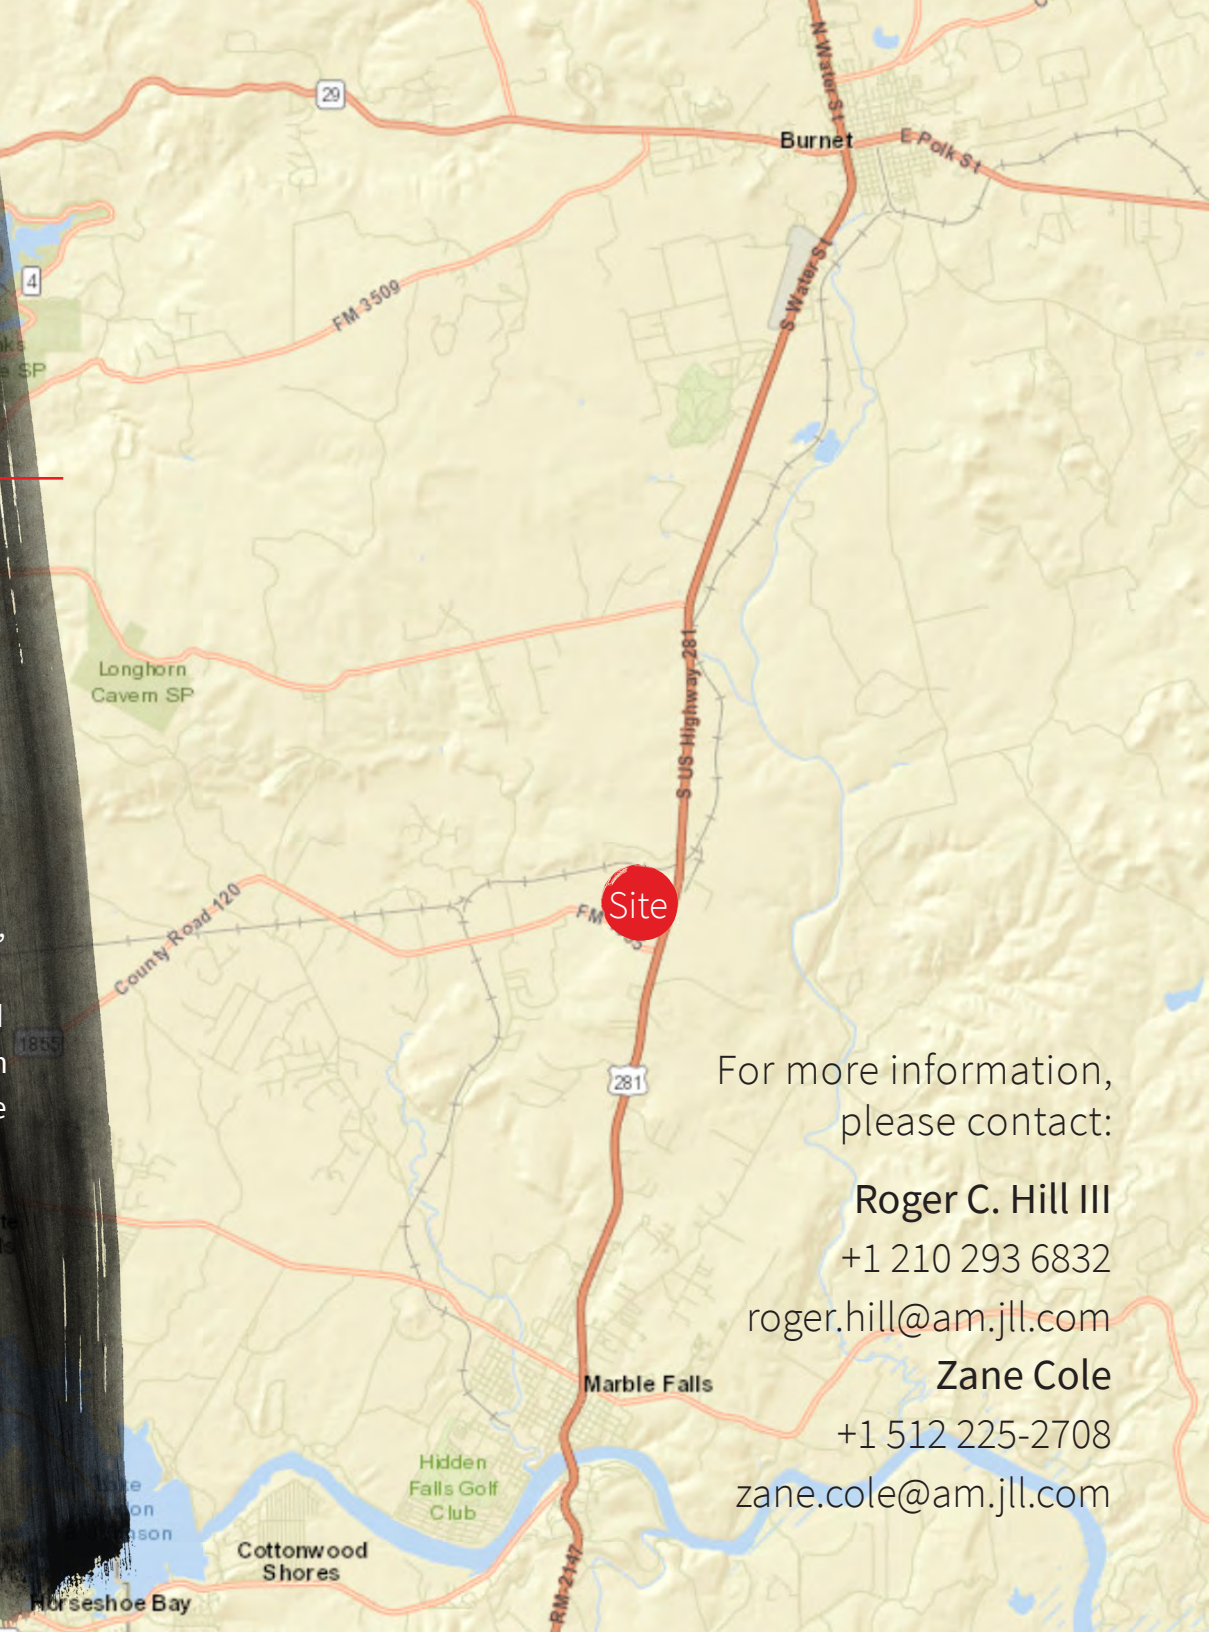 N Water St
29
Burnet
E Polk St
4
S Water St
FM 3509
SP
Longhorn
Cavern SP
S US Highway 281
County Road 120
FM
Site
1855
281
For more information,
please contact:
Roger C. Hill III
+1 210 293 6832
roger.hill@am.jll.com
Marble Falls
Zane Cole
+1 512 225-2708
zane.cole@am.jll.com
Hidden
Falls Golf
Club
Cottonwood
Shores
RM 2147
Horseshoe Bay